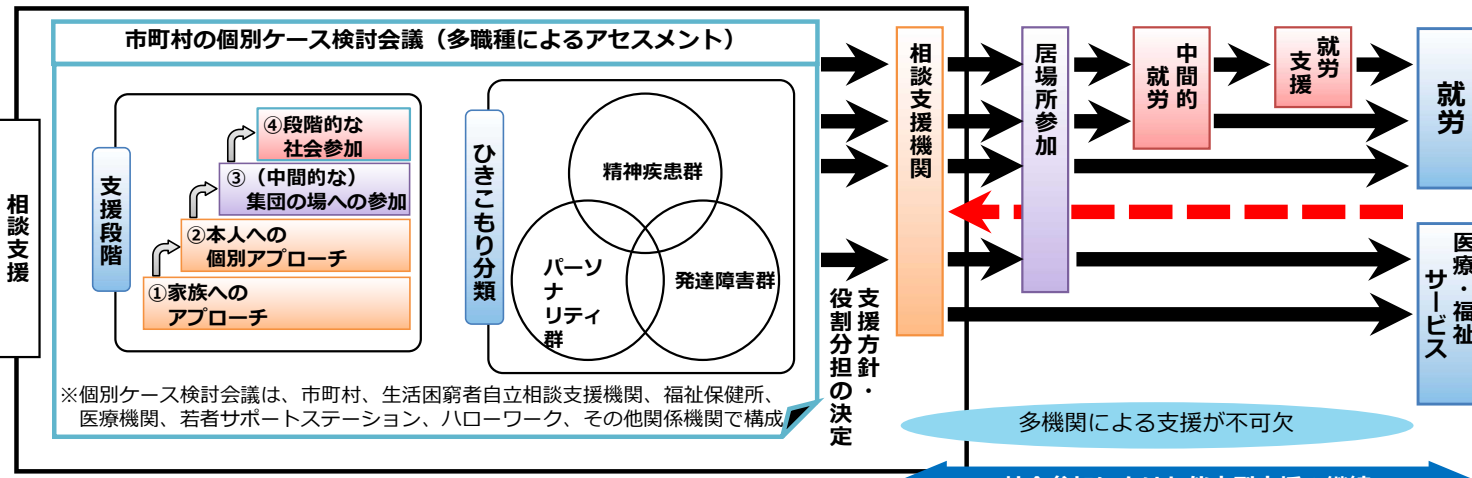 市町村の個別ケース検討会議（多職種によるアセスメント）
相談支援
支援段階
④段階的な
社会参加
③（中間的な）
集団の場への参加
②本人への
個別アプローチ
①家族への
アプローチ
ひきこもり分類
精神疾患群
パーソ
ナ
リティ
群
発達障害群
※個別ケース検討会議は、市町村、生活困窮者自立相談支援機関、福祉保健所、
医療機関、若者サポートステーション、ハローワーク、その他関係機関で構成
支援方針・
役割分担の決定
相談支援機関
居場所参加
中間的
就労
就労
支援
就労
医療・福祉
サービス
多機関による支援が不可欠